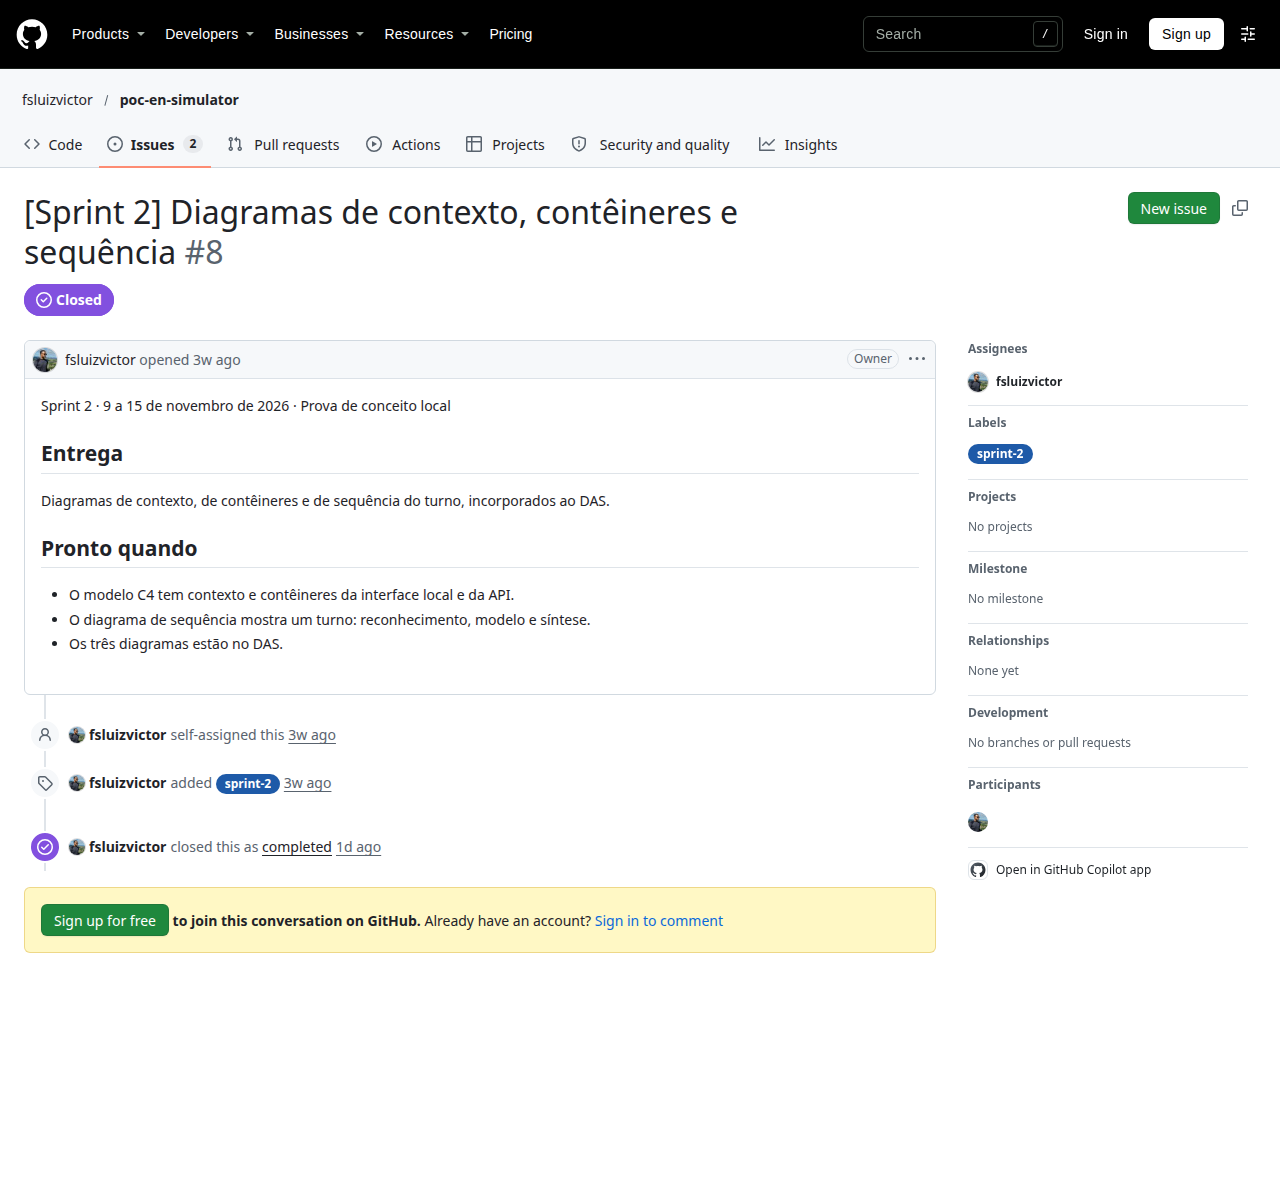 Products Developers Businesses Resources Pricing Search / Sign in Sign up
fsluizvictor / poc-en-simulator
Code Issues 2 Pull requests Actions Projects Security and quality Insights
[Sprint 2] Diagramas de contexto, contêineres e
sequência #8
New issue
Closed
fsluizvictor opened 3w ago Owner
Sprint 2 · 9 a 15 de novembro de 2026 · Prova de conceito local
Entrega
Diagramas de contexto, de contêineres e de sequência do turno, incorporados ao DAS.
Pronto quando
O modelo C4 tem contexto e contêineres da interface local e da API.
O diagrama de sequência mostra um turno: reconhecimento, modelo e síntese.
Os três diagramas estão no DAS.
fsluizvictor self-assigned this 3w ago
fsluizvictor added sprint-2 3w ago
fsluizvictor closed this as completed 1d ago
Sign up for free to join this conversation on GitHub. Already have an account? Sign in to comment
Assignees
fsluizvictor
Labels
sprint-2
Projects
No projects
Milestone
No milestone
Relationships
None yet
Development
No branches or pull requests
Participants
Open in GitHub Copilot app